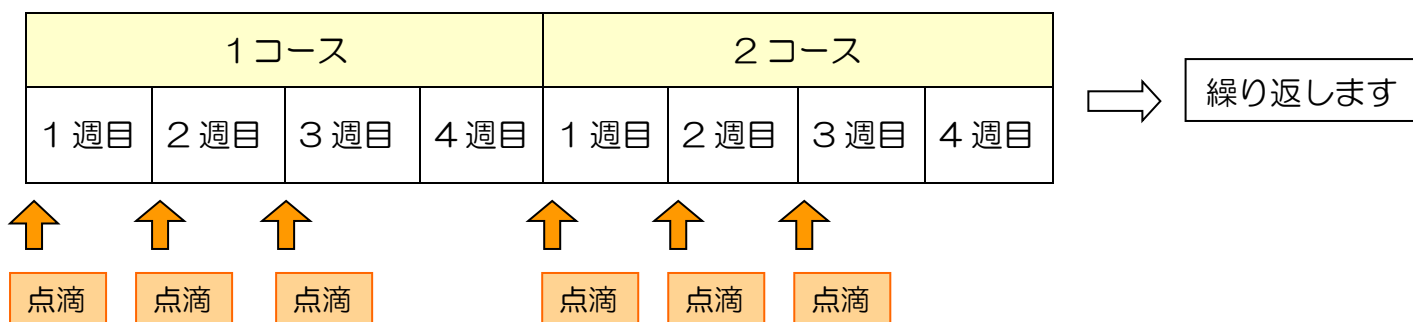 １コース ２コース
１週目 ２週目 ３週目 ４週目 １週目 ２週目 ３週目 ４週目
繰り返します
点滴 点滴 点滴 点滴 点滴 点滴